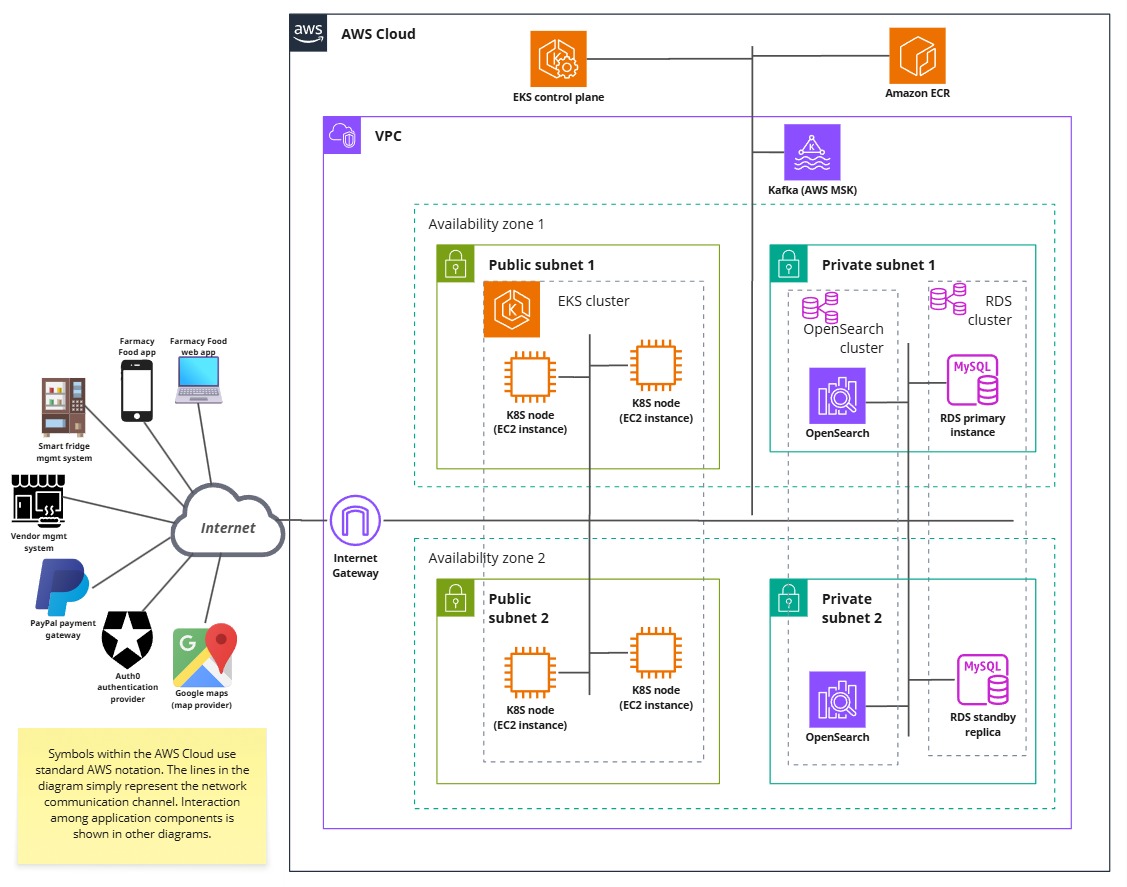 aws
AWS Cloud
EKS control plane
Amazon ECR
VPC
K
Kafka (AWS MSK)
Availability zone 1
Public subnet 1
K
EKS cluster
K8S node
(EC2 instance)
K8S node
(EC2 instance)
Private subnet 1
OpenSearch
cluster
RDS
cluster
OpenSearch
MySQL
RDS primary
instance
Farmacy
Food app
Farmacy Food
web app
Smart fridge
mgmt system
Vendor mgmt
system
Internet
PayPal payment
gateway
Auth0
authentication
provider
G
Google maps
(map provider)
Internet
Gateway
Availability zone 2
Public
subnet 2
K8S node
(EC2 instance)
K8S node
(EC2 instance)
Private
subnet 2
OpenSearch
MySQL
RDS standby
replica
Symbols within the AWS Cloud use
standard AWS notation. The lines in the
diagram simply represent the network
communication channel. Interaction
among application components is
shown in other diagrams.